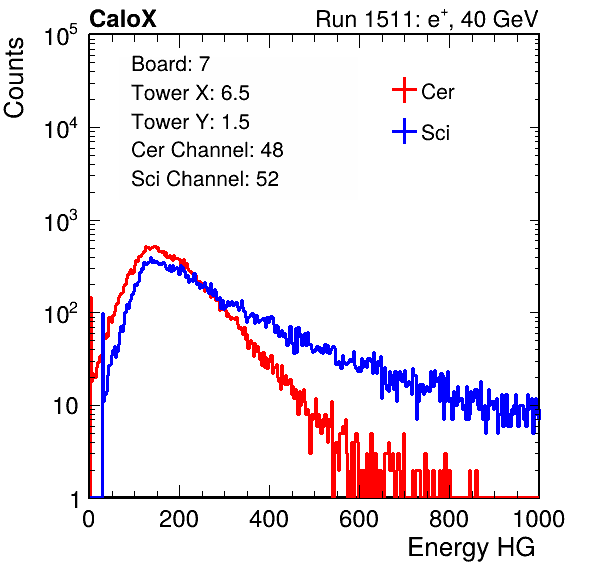 CaloX Run 1511: e⁺, 40 GeV
Counts
Board: 7
Tower X: 6.5
Tower Y: 1.5
Cer Channel: 48
Sci Channel: 52
Cer
Sci
10⁵
10⁴
10³
10²
10
1
0 200 400 600 800 1000
Energy HG